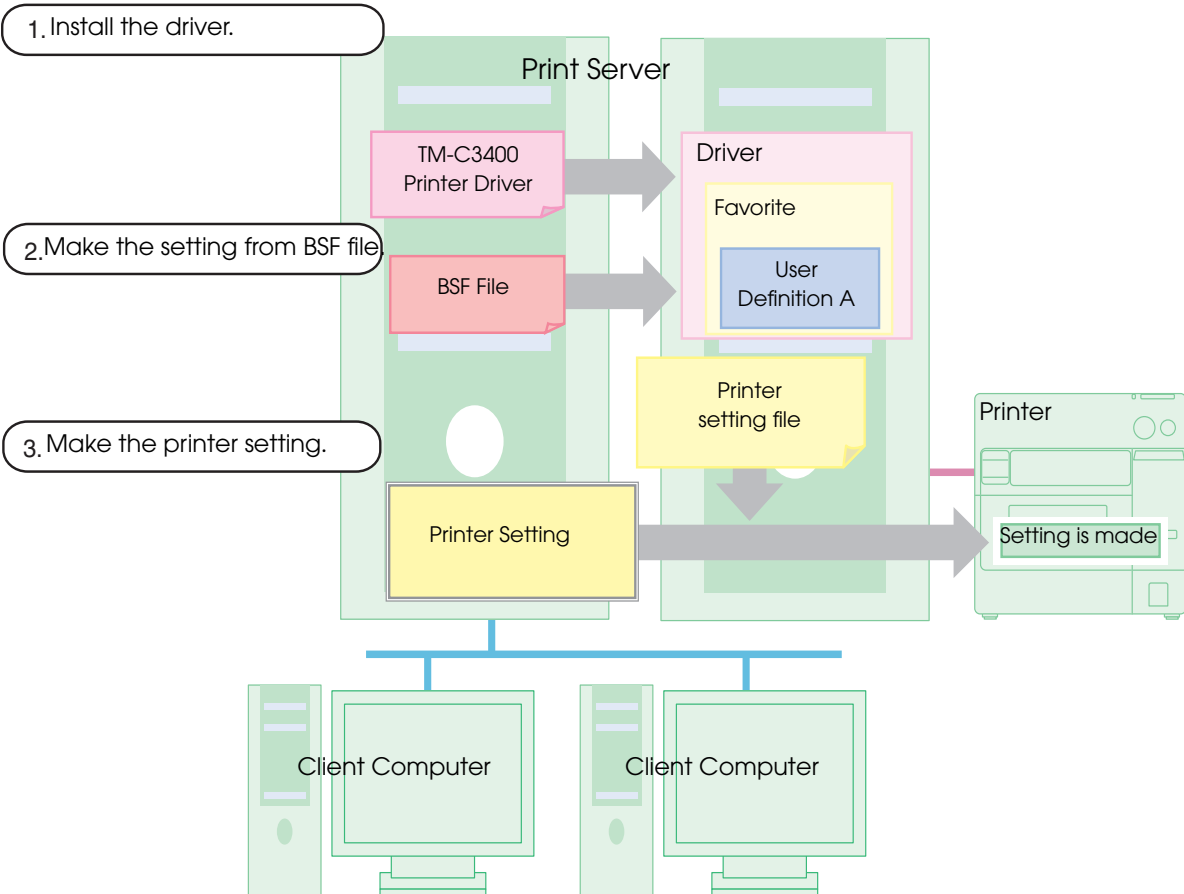 1. Install the driver.
Print Server
TM-C3400
Printer Driver
Driver
Favorite
User
Definition A
2. Make the setting from BSF file.
BSF File
Printer
setting file
Printer
3. Make the printer setting.
Printer Setting
Setting is made
Client Computer
Client Computer